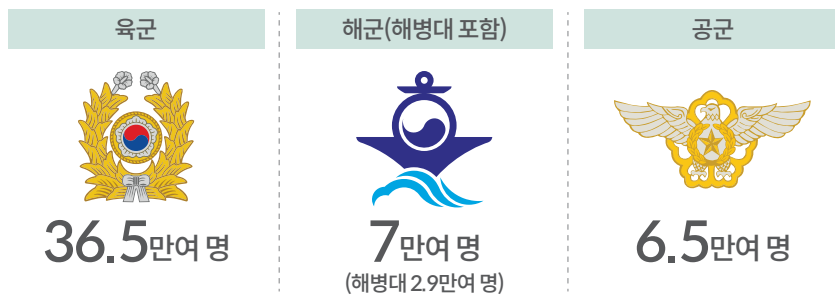 육군
해군(해병대 포함)
공군
36.5만여 명
7만여 명
(해병대 2.9만여 명)
6.5만여 명